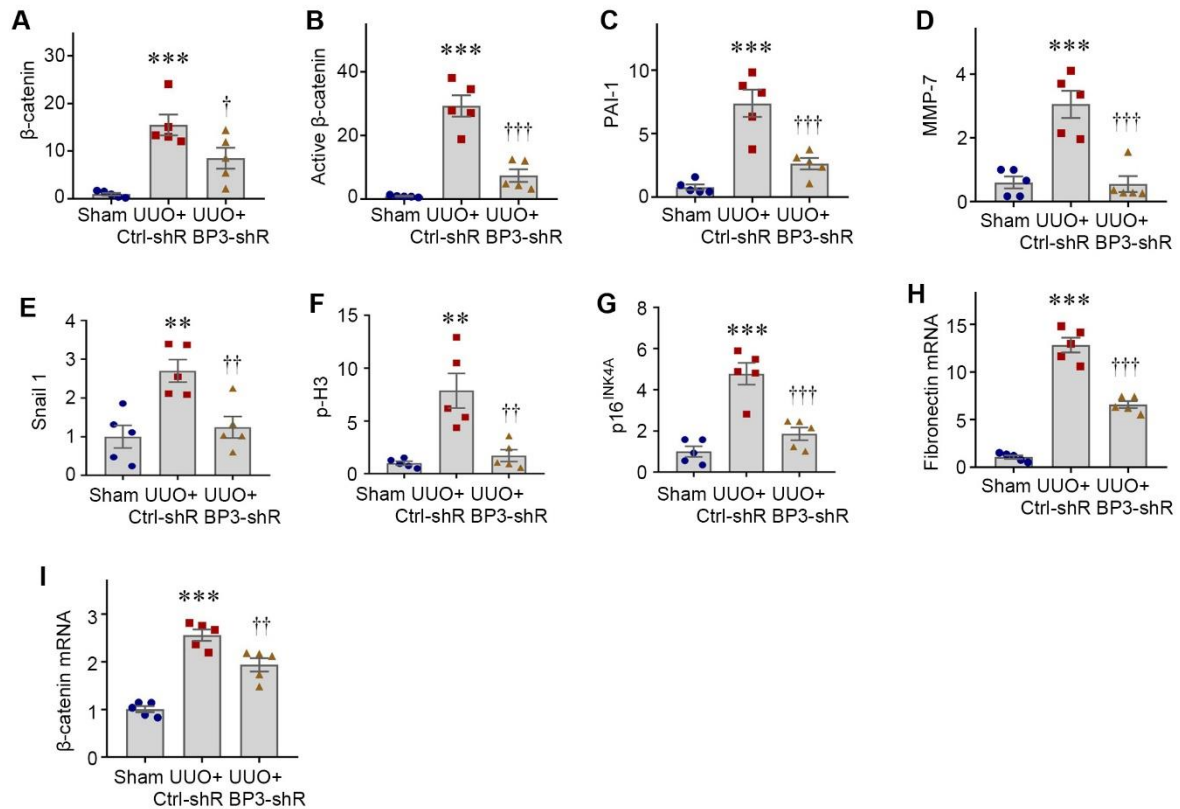 A
β-catenin
30
20
10
0
***
†
Sham UUO+ UUO+
Ctrl-shR BP3-shR
B
Active β-catenin
40
20
0
***
†††
Sham UUO+ UUO+
Ctrl-shR BP3-shR
C
PAI-1
10
5
0
***
†††
Sham UUO+ UUO+
Ctrl-shR BP3-shR
D
MMP-7
4
2
0
***
†††
Sham UUO+ UUO+
Ctrl-shR BP3-shR
E
Snail 1
4
3
2
1
0
**
††
Sham UUO+ UUO+
Ctrl-shR BP3-shR
F
p-H3
15
10
5
0
**
††
Sham UUO+ UUO+
Ctrl-shR BP3-shR
G
p16^INK4A
8
6
4
2
0
***
†††
Sham UUO+ UUO+
Ctrl-shR BP3-shR
H
Fibronectin mRNA
15
10
5
0
***
†††
Sham UUO+ UUO+
Ctrl-shR BP3-shR
I
β-catenin mRNA
3
2
1
0
***
††
Sham UUO+ UUO+
Ctrl-shR BP3-shR